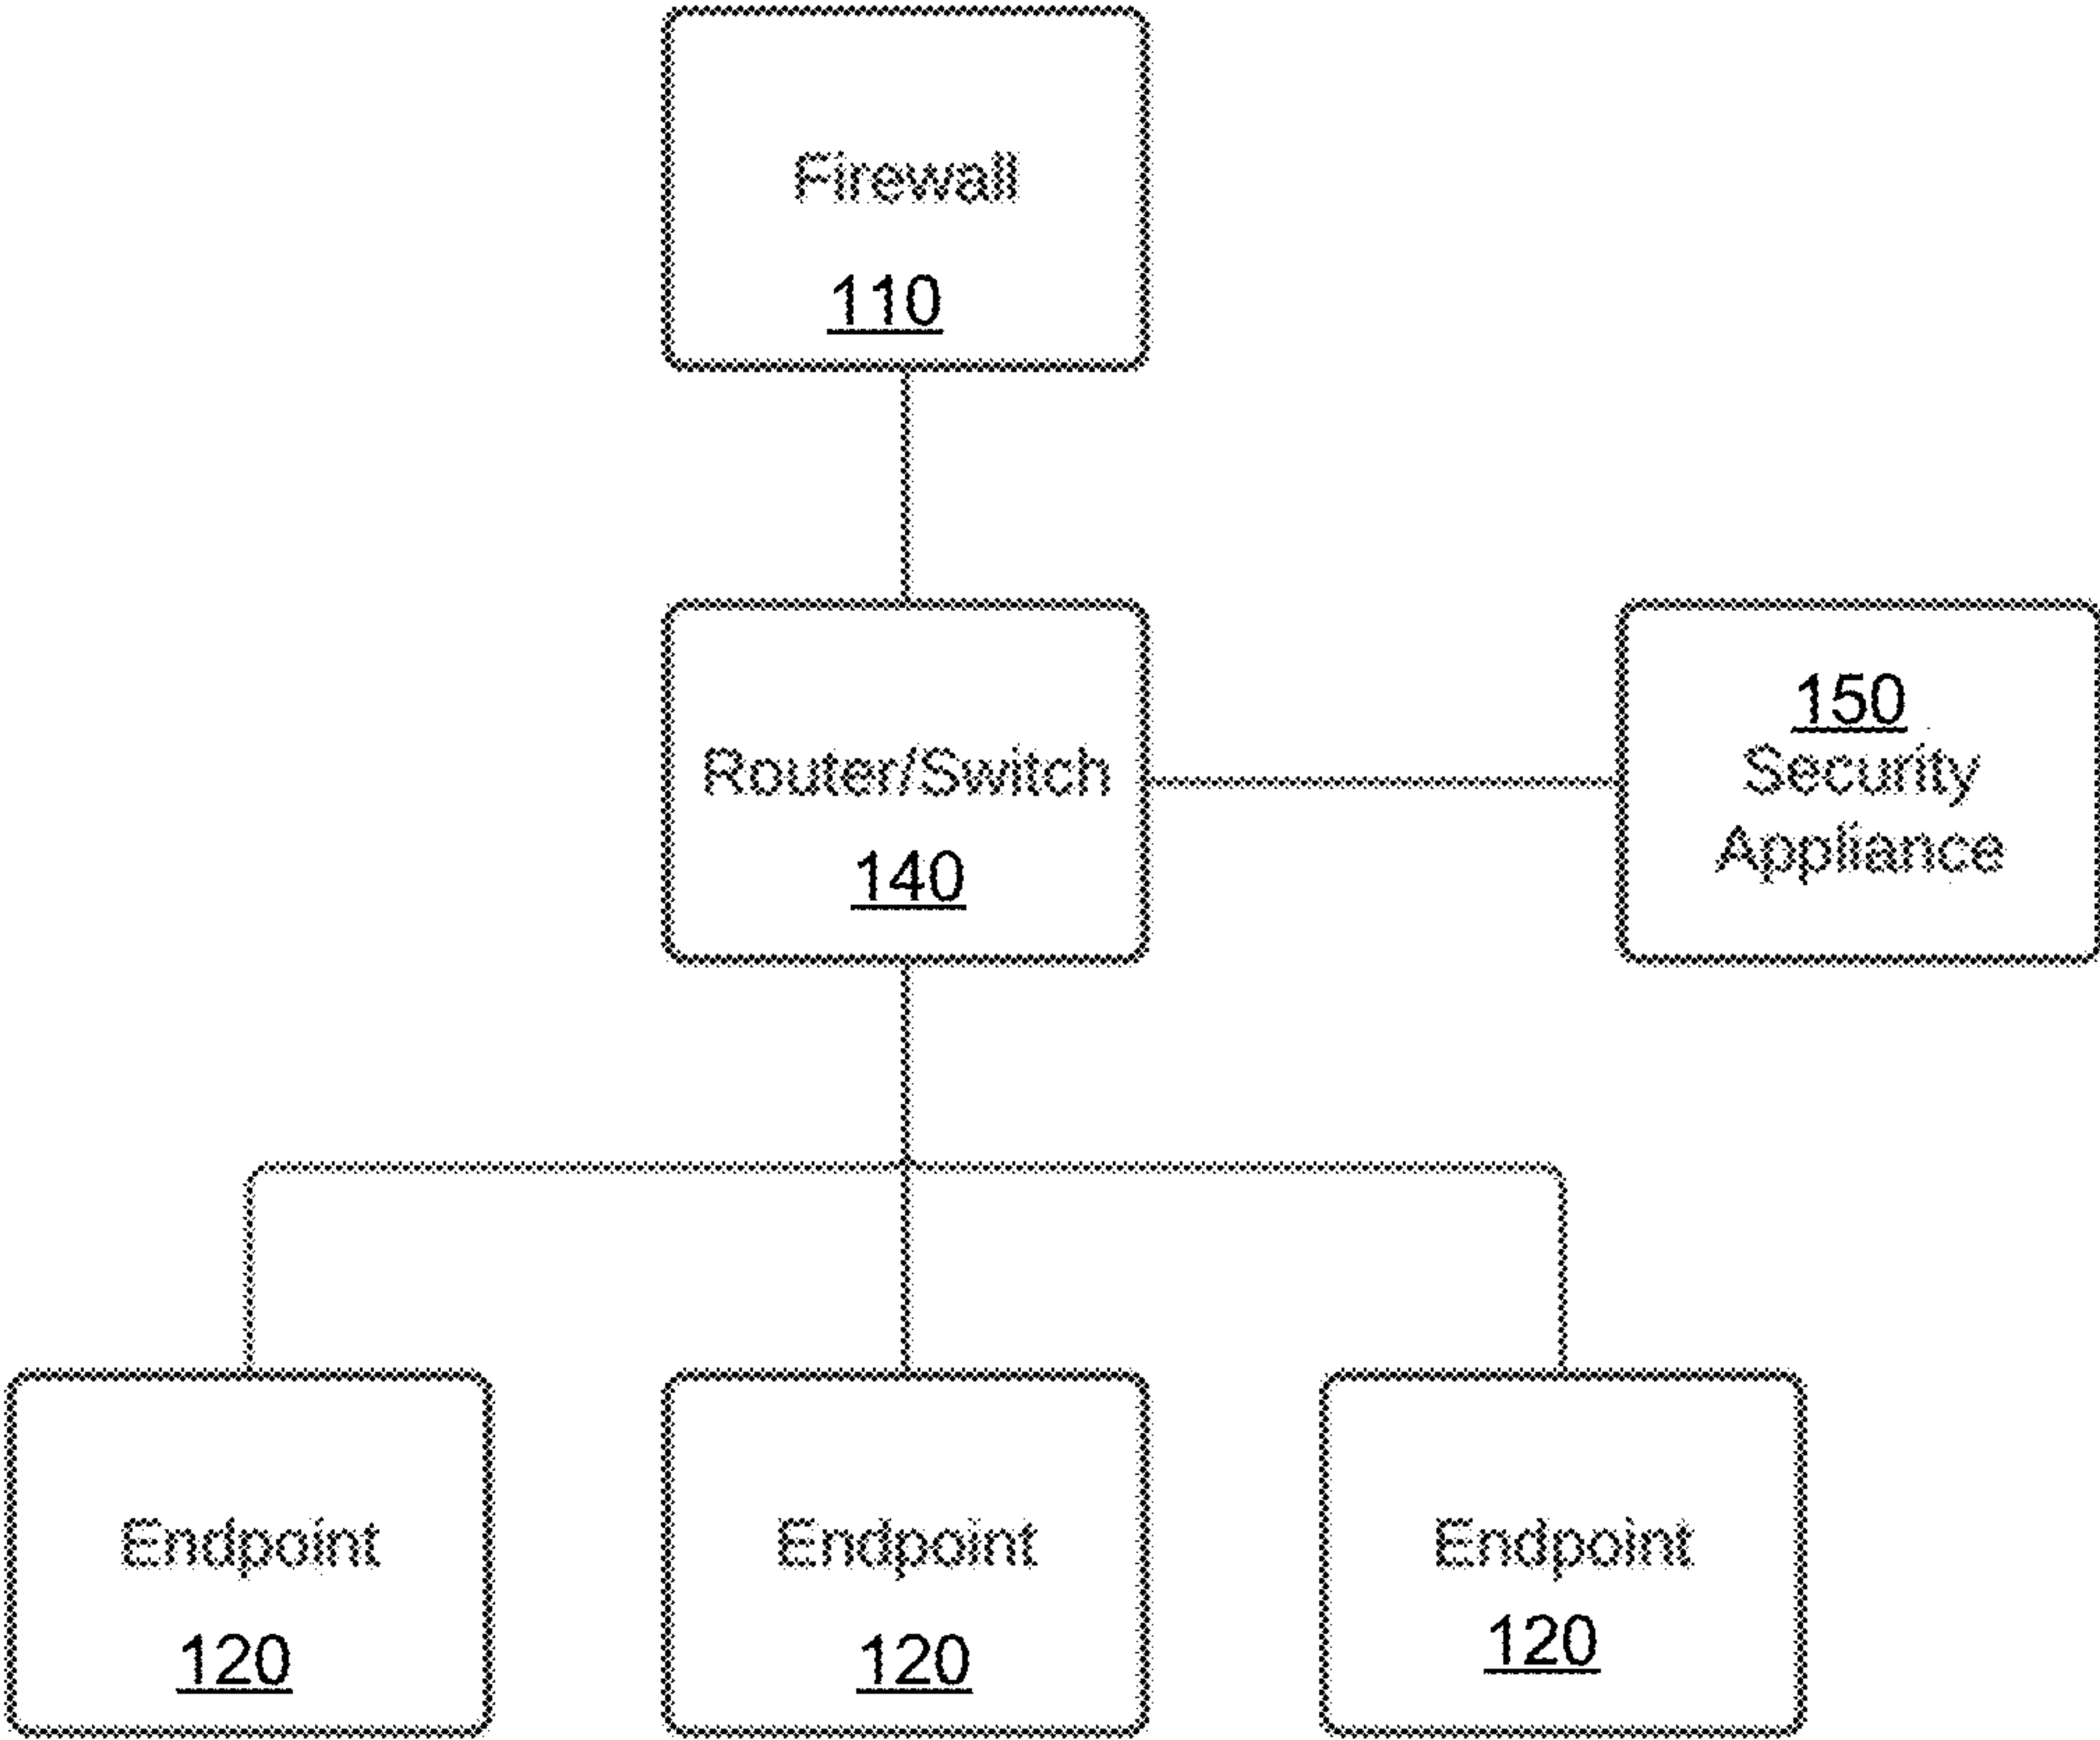 Firewall
110
Router/Switch
140
150
Security
Appliance
Endpoint
120
Endpoint
120
Endpoint
120